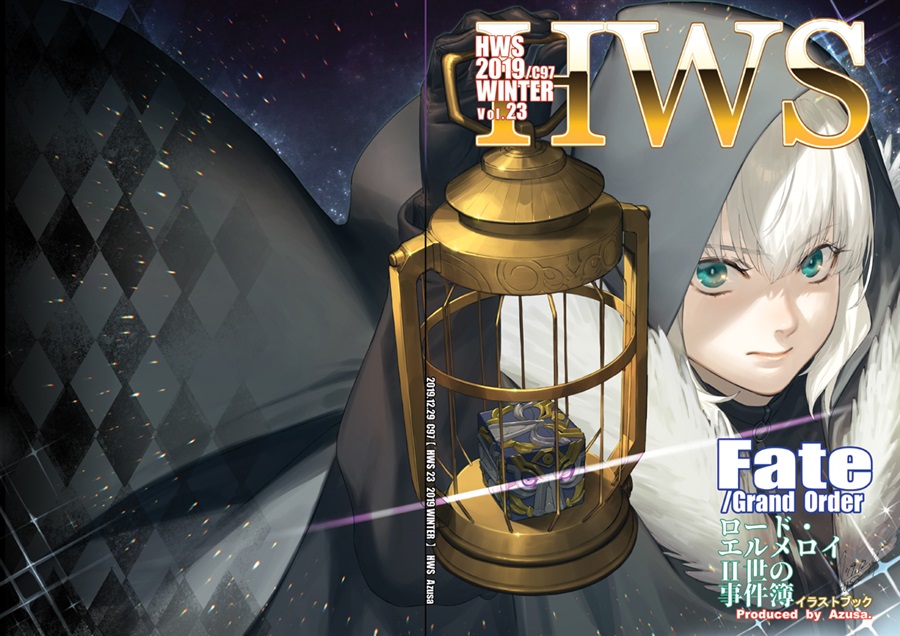 HWS
HWS
2019/C97
WINTER
Vol.23
2019.12.29 C97 [ HWS 23 2019 WINTER ] HWS Azusa
Fate
/Grand Order
ロード・
エルメロイ
II世の
事件簿イラストブック
Produced by Azusa.